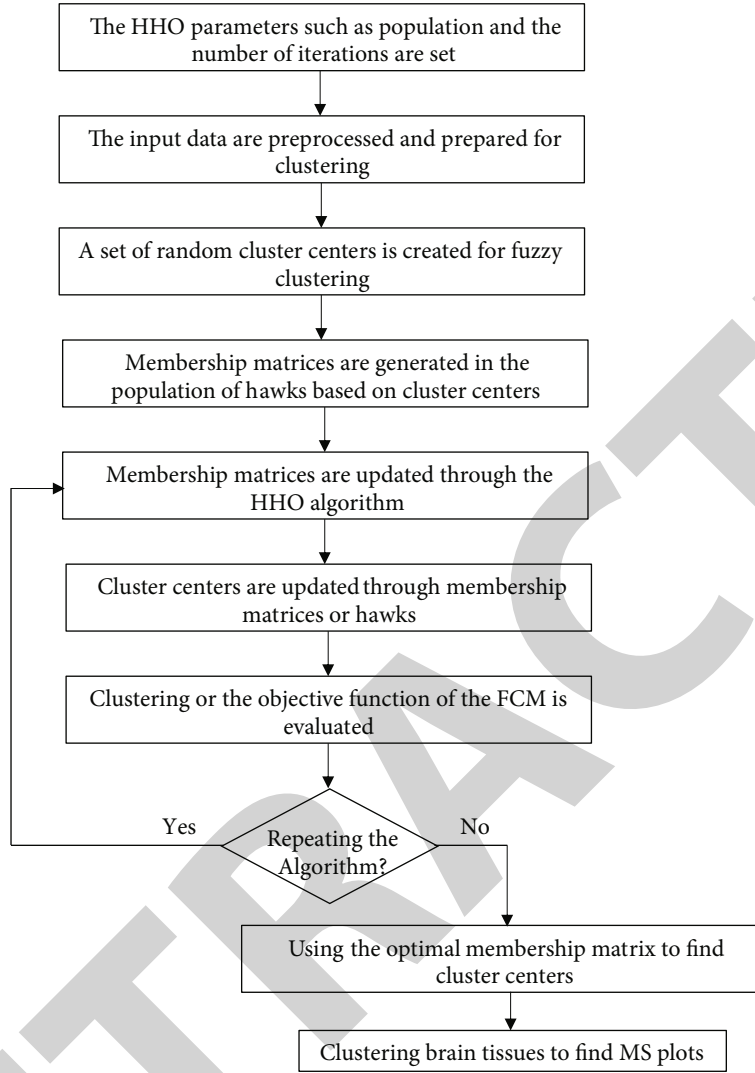 The HHO parameters such as population and the
number of iterations are set
The input data are preprocessed and prepared for
clustering
A set of random cluster centers is created for fuzzy
clustering
Membership matrices are generated in the
population of hawks based on cluster centers
Membership matrices are updated through the
HHO algorithm
Cluster centers are updated through membership
matrices or hawks
Clustering or the objective function of the FCM is
evaluated
Yes
Repeating the
Algorithm?
No
Using the optimal membership matrix to find
cluster centers
Clustering brain tissues to find MS plots
TRACT